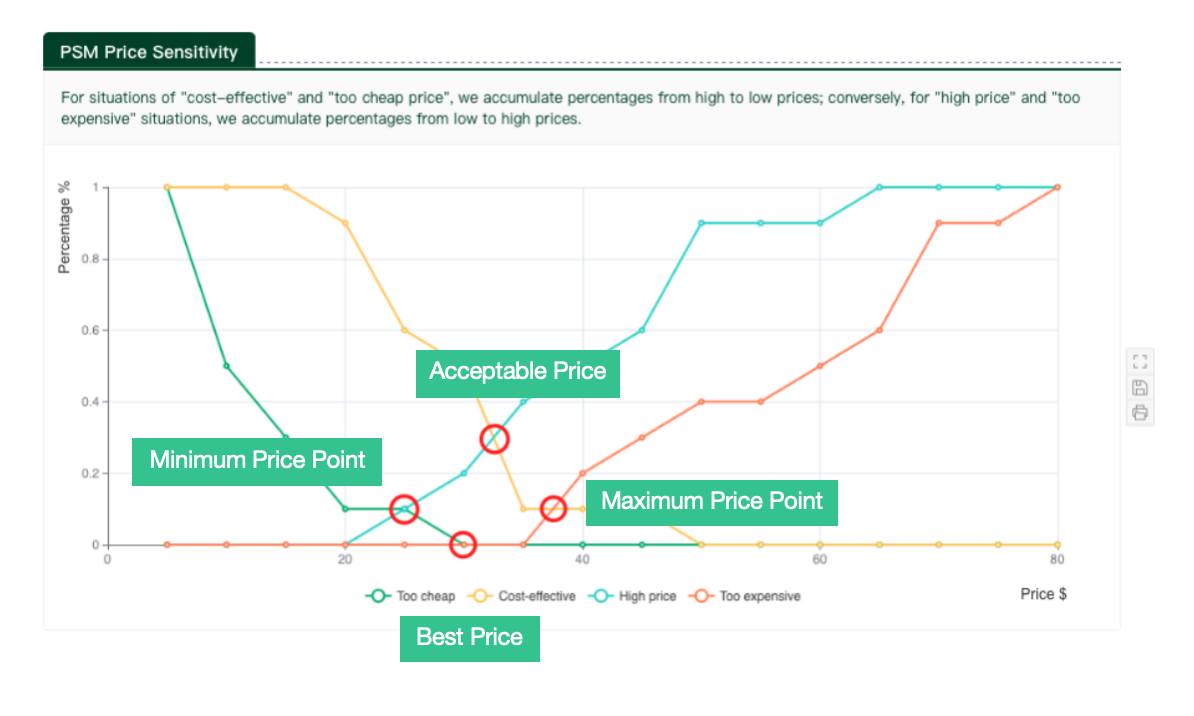 PSM Price Sensitivity
For situations of "cost–effective" and "too cheap price", we accumulate percentages from high to low prices; conversely, for "high price" and "too
expensive" situations, we accumulate percentages from low to high prices.
Percentage %
1
0.8
0.6
Acceptable Price
0.4
Minimum Price Point
0.2
Maximum Price Point
0
0 20 40 60 80
Too cheap Cost-effective High price Too expensive
Price $
Best Price